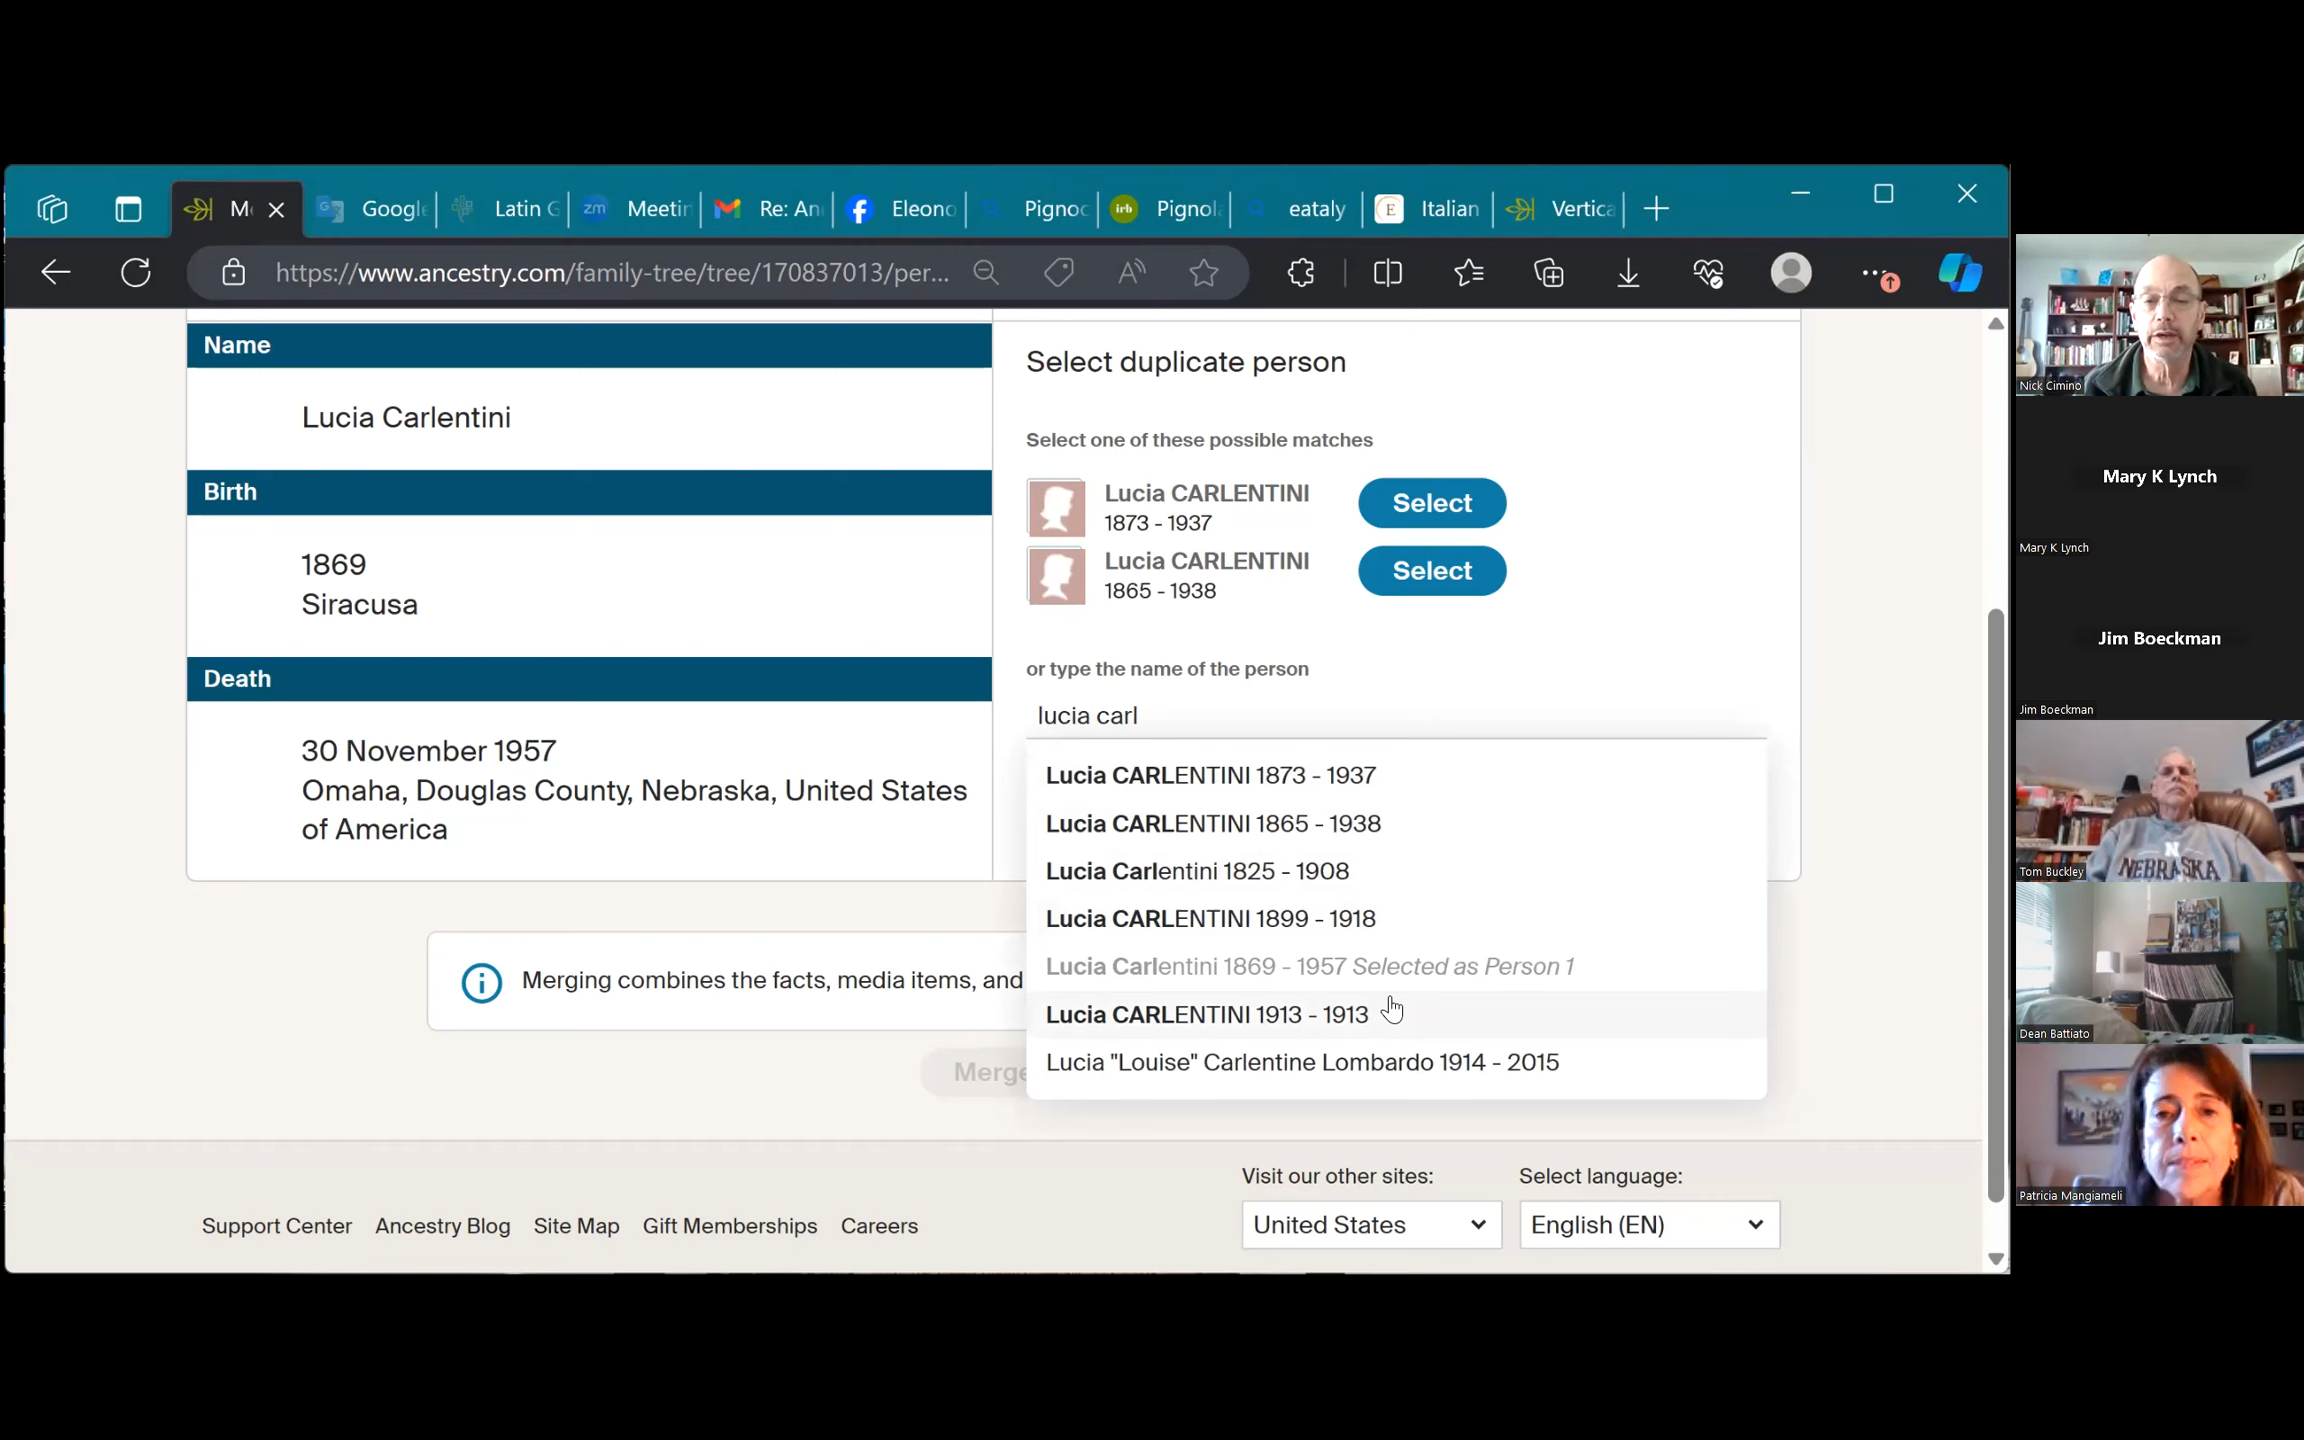 M
Google
Latin G
zm
Meetin
Re: An
Eleono
Pignoc
irb
Pignola
eataly
E
Italian
Vertica
https://www.ancestry.com/family-tree/tree/170837013/per...
Name
Lucia Carlentini
Birth
1869
Siracusa
Death
30 November 1957
Omaha, Douglas County, Nebraska, United States
of America
Select duplicate person
Select one of these possible matches
Lucia CARLENTINI
1873 - 1937
Select
Lucia CARLENTINI
1865 - 1938
Select
or type the name of the person
lucia carl
Lucia CARLENTINI 1873 - 1937
Lucia CARLENTINI 1865 - 1938
Lucia Carlentini 1825 - 1908
Lucia CARLENTINI 1899 - 1918
Lucia Carlentini 1869 - 1957 Selected as Person 1
Lucia CARLENTINI 1913 - 1913
Lucia "Louise" Carlentine Lombardo 1914 - 2015
Merging combines the facts, media items, and
Merge
Visit our other sites:
Select language:
Support Center
Ancestry Blog
Site Map
Gift Memberships
Careers
United States
English (EN)
Nick Cimino
Mary K Lynch
Mary K Lynch
Jim Boeckman
Jim Boeckman
N
NEBRASKA
Tom Buckley
Dean Battiato
Patricia Mangiameli